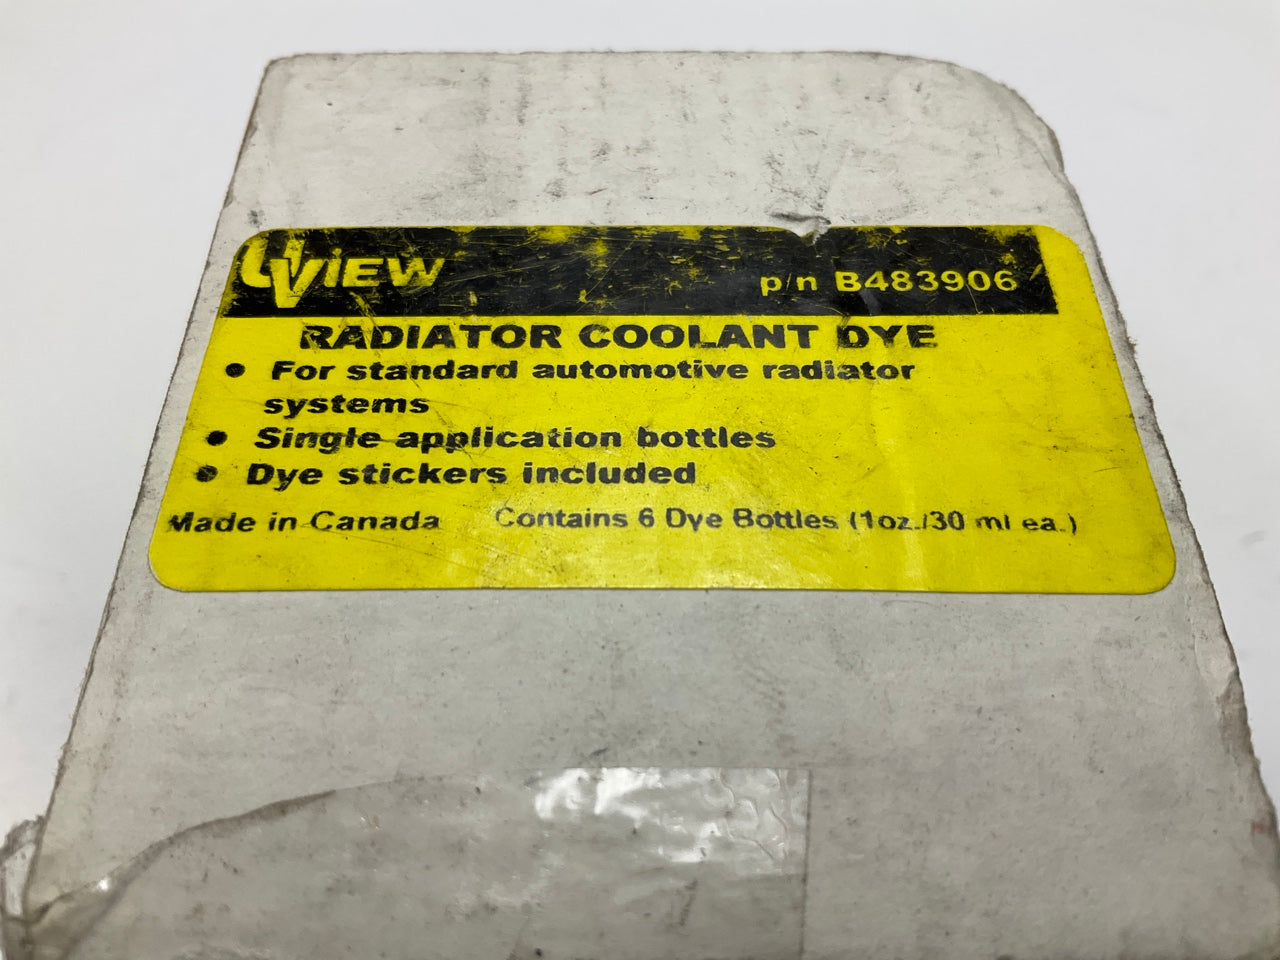 UVIEW
p/n B483906
RADIATOR COOLANT DYE
• For standard automotive radiator
systems
• Single application bottles
• Dye stickers included
Made in Canada Contains 6 Dye Bottles (1oz./30 ml ea.)